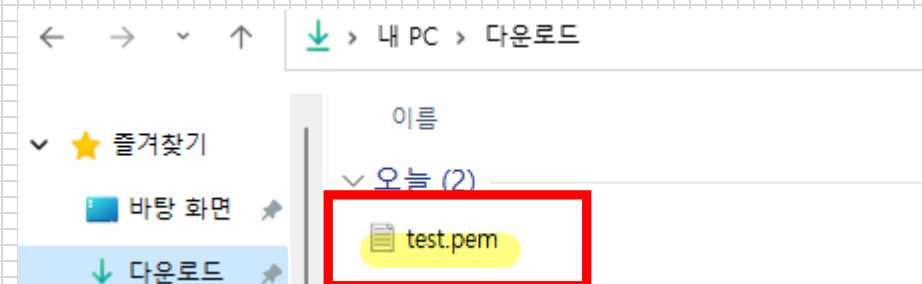 내 PC > 다운로드
이름
즐겨찾기
오늘 (2)
바탕 화면
test.pem
다운로드